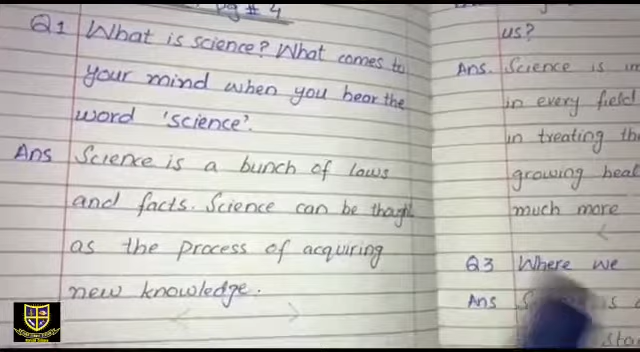 pg # 4
Q1 What is science? What comes to
your mind when you hear the
word 'science'.
Ans Science is a bunch of laws
and facts. Science can be thought
as the process of acquiring
new knowledge.
us?
Ans. Science is
in every field
in treating
growing
much more
Q3 Where we
Ans